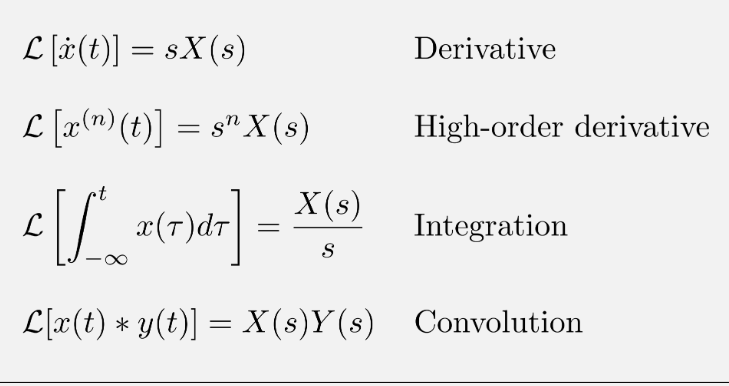 ℒ[ẋ(t)] = sX(s) Derivative
ℒ[x⁽ⁿ⁾(t)] = sⁿX(s) High-order derivative
ℒ[∫_{-∞}^{t} x(τ)dτ] = X(s)/s Integration
ℒ[x(t) ∗ y(t)] = X(s)Y(s) Convolution